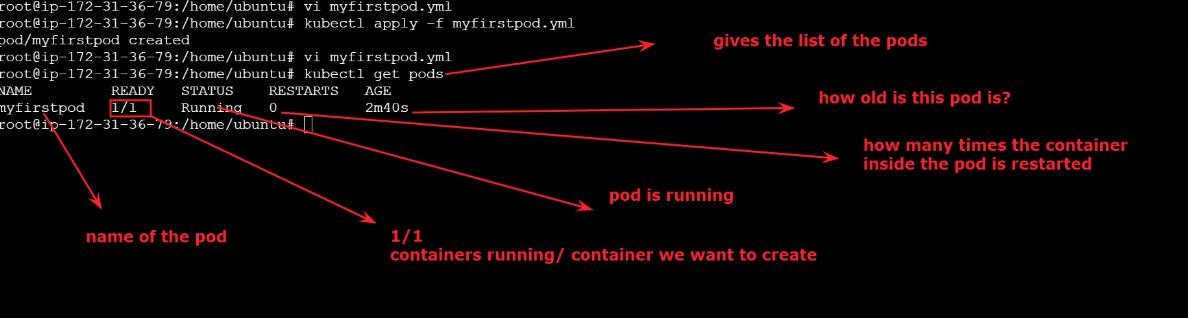 root@ip-172-31-36-79:/home/ubuntu# vi myfirstpod.yml
root@ip-172-31-36-79:/home/ubuntu# kubectl apply -f myfirstpod.yml
pod/myfirstpod created
root@ip-172-31-36-79:/home/ubuntu# vi myfirstpod.yml
root@ip-172-31-36-79:/home/ubuntu# kubectl get pods
NAME READY STATUS RESTARTS AGE
myfirstpod 1/1 Running 0 2m40s
root@ip-172-31-36-79:/home/ubuntu#
gives the list of the pods
how old is this pod is?
how many times the container
inside the pod is restarted
pod is running
name of the pod
1/1
containers running/ container we want to create